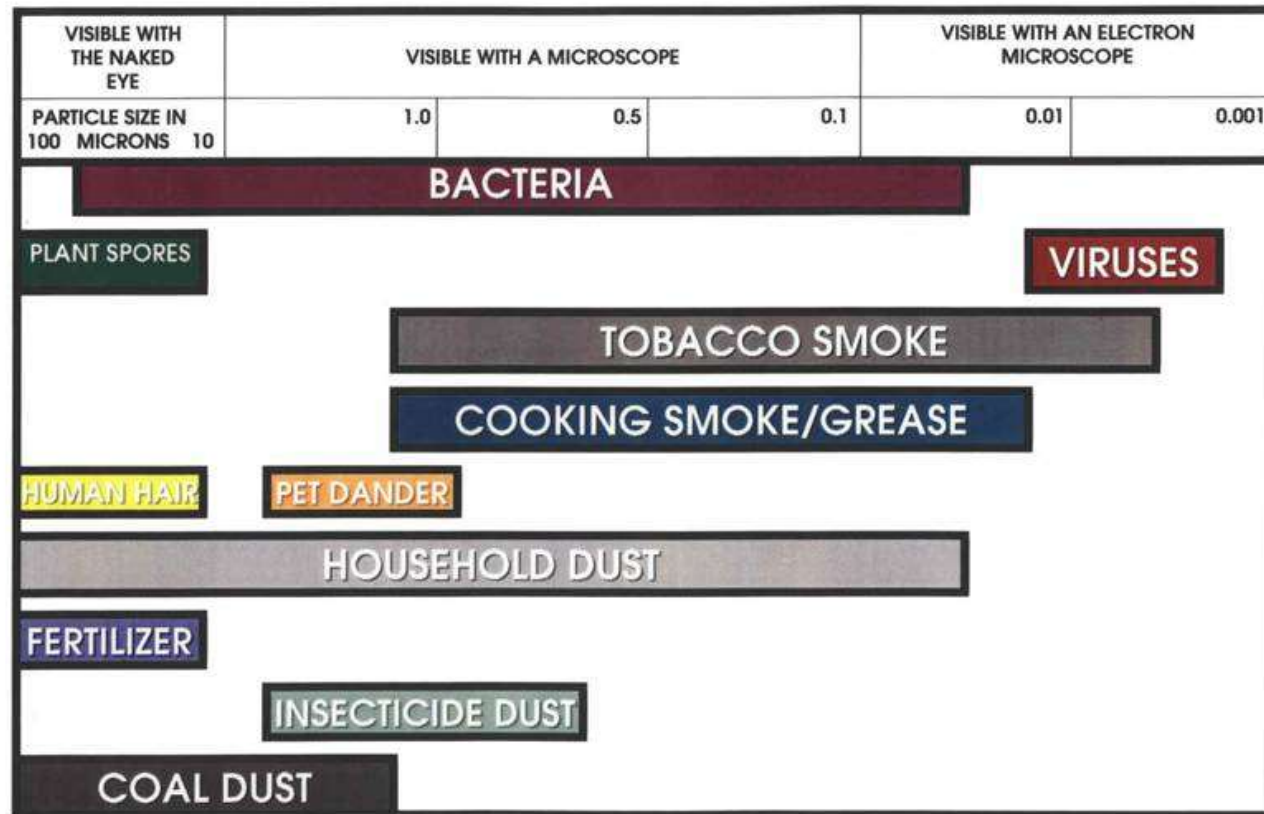 VISIBLE WITH
THE NAKED
EYE
VISIBLE WITH A MICROSCOPE
VISIBLE WITH AN ELECTRON
MICROSCOPE
PARTICLE SIZE IN
100 MICRONS 10
1.0
0.5
0.1
0.01
0.001
BACTERIA
PLANT SPORES
VIRUSES
TOBACCO SMOKE
COOKING SMOKE/GREASE
HUMAN HAIR
PET DANDER
HOUSEHOLD DUST
FERTILIZER
INSECTICIDE DUST
COAL DUST